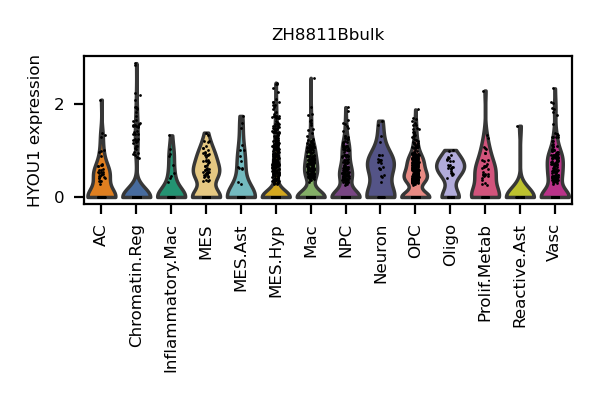 ZH8811Bbulk
HYOU1 expression
2
0
AC
Chromatin.Reg
Inflammatory.Mac
MES
MES.Ast
MES.Hyp
Mac
NPC
Neuron
OPC
Oligo
Prolif.Metab
Reactive.Ast
Vasc